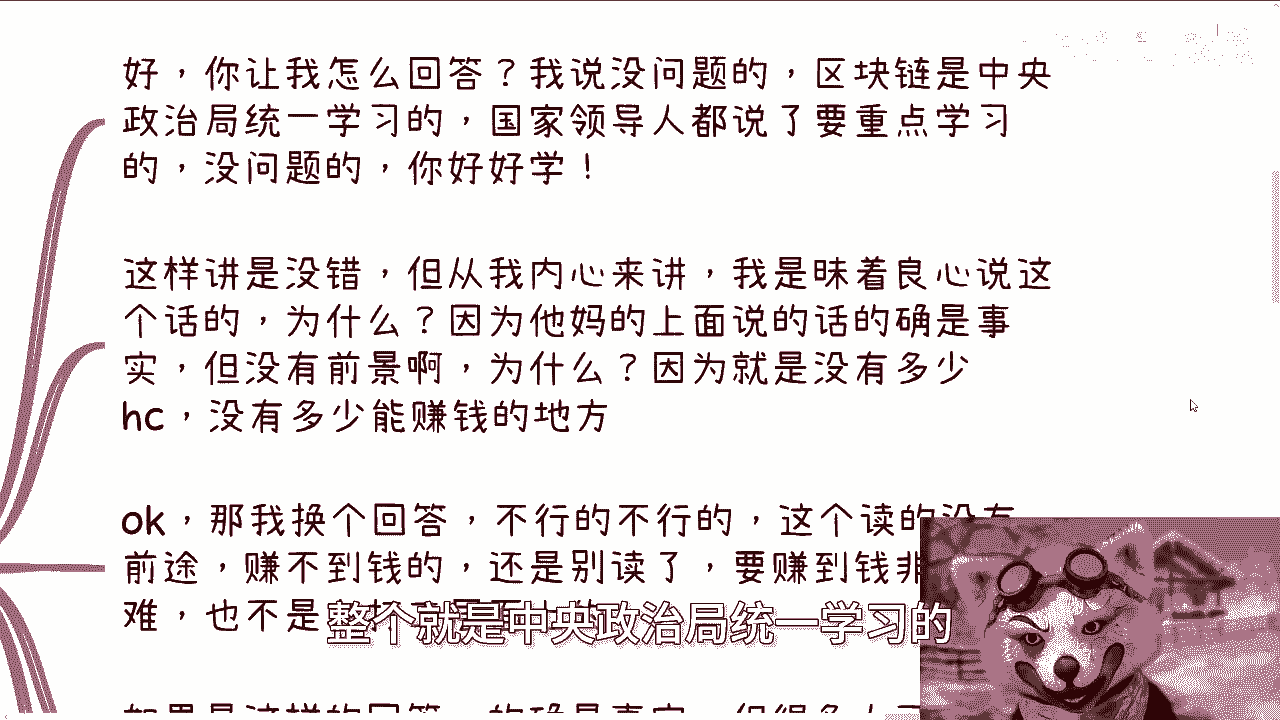 好，你让我怎么回答？我说没问题的，区块链是中央
政治局统一学习的，国家领导人都说了要重点学习
的，没问题的，你好好学！
这样讲是没错，但从我内心来讲，我是昧着良心说这
个话的，为什么？因为他妈的上面说的话的确是事
实，但没有前景啊，为什么？因为就是没有多少
hc，没有多少能赚钱的地方
ok，那我换个回答，不行的不行的，这个读的没有
前途，赚不到钱的，还是别读了，要赚到钱非
难，也不是
整个就是中央政治局统一学习的